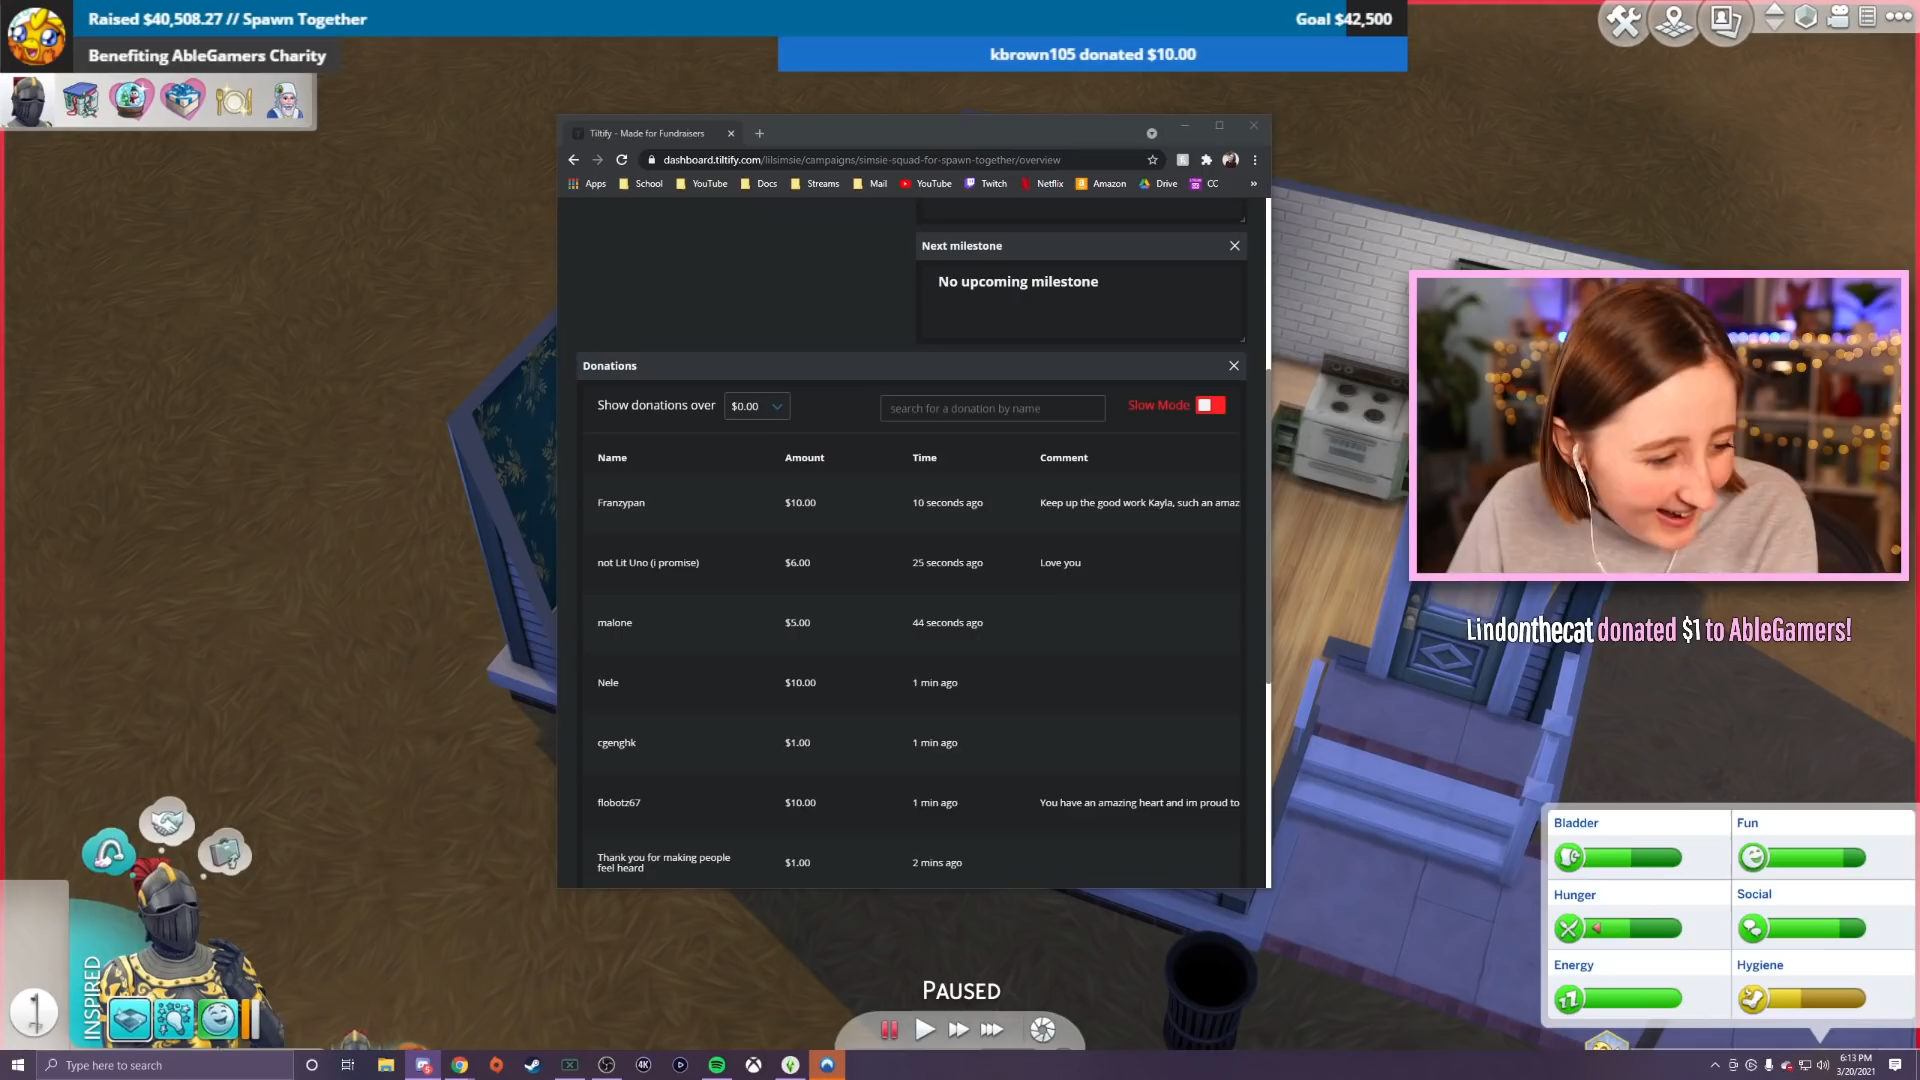 Raised $40,508.27 // Spawn Together
Goal $42,500
Benefiting AbleGamers Charity
kbrown105 donated $10.00
Tiltify - Made for Fundraisers
dashboard.tiltify.com/lilsimsie/campaigns/simsie-squad-for-spawn-together/overview
Apps School YouTube Docs Streams Mail YouTube Twitch Netflix Amazon Drive CC »
Next milestone
No upcoming milestone
Donations
Show donations over $0.00 search for a donation by name Slow Mode
Name Amount Time Comment
Franzypan $10.00 10 seconds ago Keep up the good work Kayla, such an amaz
not Lit Uno (i promise) $6.00 25 seconds ago Love you
malone $5.00 44 seconds ago
Nele $10.00 1 min ago
cgenghk $1.00 1 min ago
flobotz67 $10.00 1 min ago You have an amazing heart and im proud to
Thank you for making people
feel heard $1.00 2 mins ago
Lindonthecat donated $1 to AbleGamers!
Bladder Fun
Hunger Social
Energy Hygiene
INSPIRED
PAUSED
Type here to search
4K
6:13 PM
3/20/2021